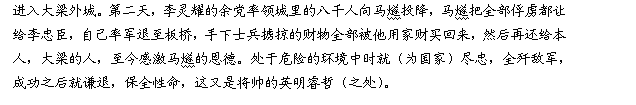 进入大梁外城。第二天，李灵耀的余党率领城里的八千人向马燧投降，马燧把全部俘虏都让
给李忠臣，自己率军退至板桥，手下士兵掳掠的财物全部被他用家财买回来，然后再还给本
人，大梁的人，至今感激马燧的恩德。处于危险的环境中时就（为国家）尽忠，全歼敌军，
成功之后就谦退，保全性命，这又是将帅的英明睿哲（之处）。